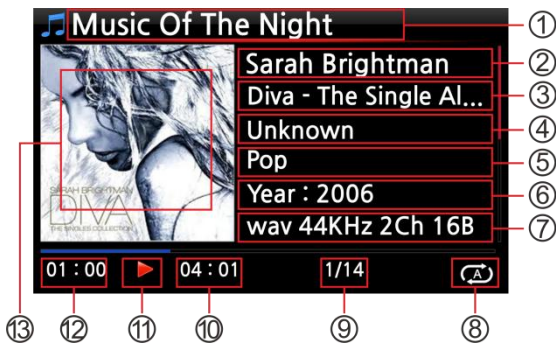 Music Of The Night
①
Sarah Brightman
②
Diva - The Single Al...
③
Unknown
④
Pop
⑤
Year : 2006
⑥
wav 44KHz 2Ch 16B
⑦
SARAH BRIGHTMAN
DIVA
THE SINGLES COLLECTION
01 : 00
04 : 01
1/14
A
⑬ ⑫ ⑪ ⑩ ⑨ ⑧